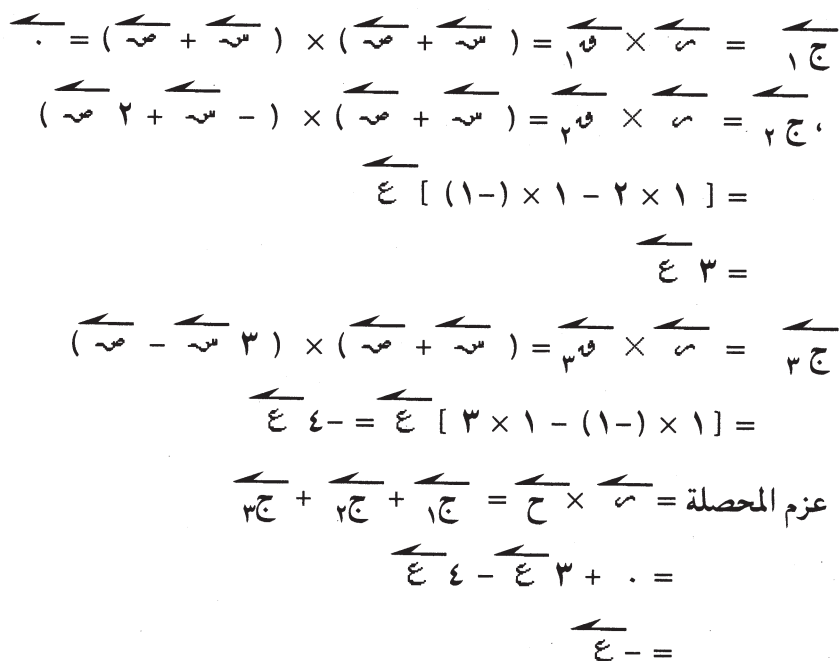 ج١ = ر × ق١ = ( س + ص ) × ( س + ص ) = ٠
، ج٢ = ر × ق٢ = ( س + ص ) × ( - س + ٢ ص )
= [ ١ × ٢ - ١ × (-١) ] ع
= ٣ ع
ج٣ = ر × ق٣ = ( س + ص ) × ( ٣ س - ص )
= [ ١ × (-١) - ١ × ٣ ] ع = -٤ ع
عزم المحصلة = ر × ح = ج١ + ج٢ + ج٣
= ٠ + ٣ ع - ٤ ع
= - ع